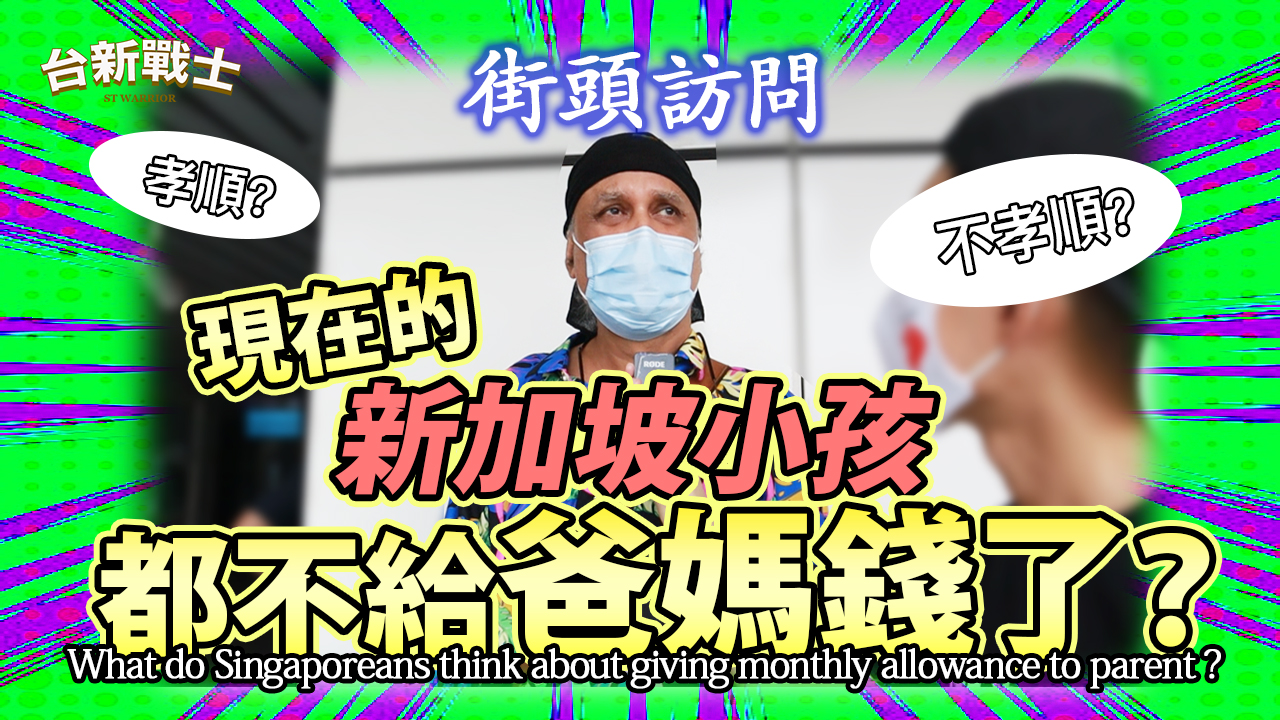 台新戰士
ST WARRIOR
街頭訪問
孝順?
不孝順?
RØDE
現在的
新加坡小孩
都不給爸媽錢了?
What do Singaporeans think about giving monthly allowance to parent ?